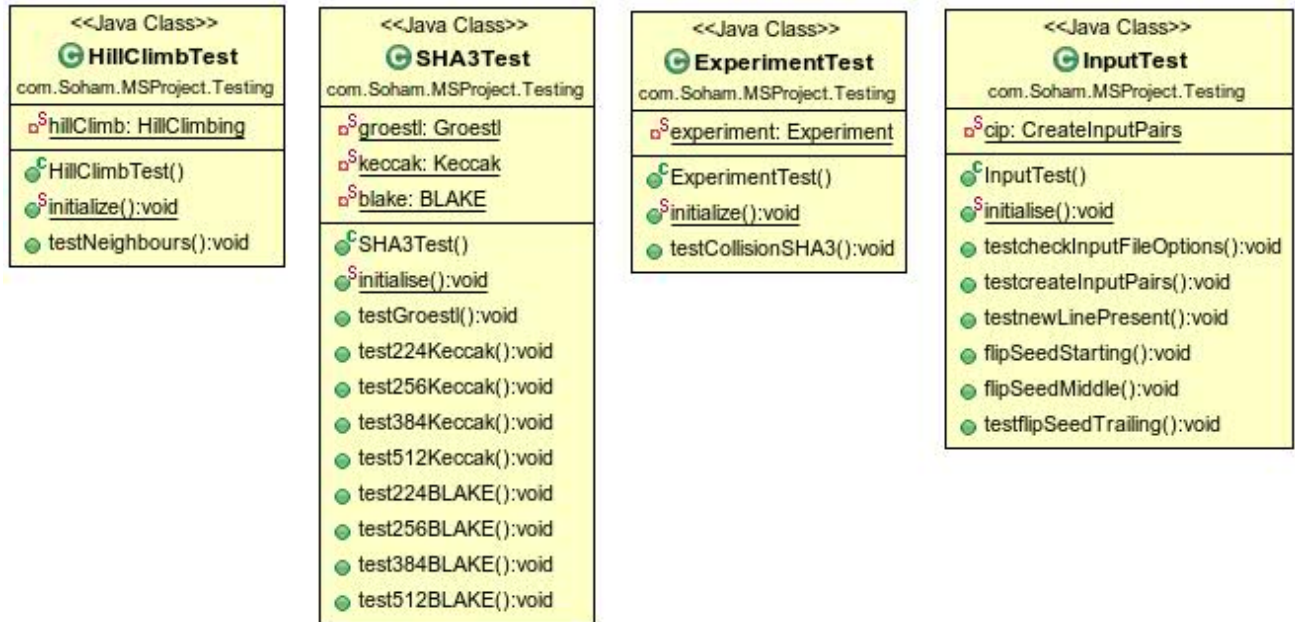 <<Java Class>>
HillClimbTest
com.Soham.MSProject.Testing
hillClimb: HillClimbing
HillClimbTest()
initialize():void
testNeighbours():void
<<Java Class>>
SHA3Test
com.Soham.MSProject.Testing
groestl: Groestl
keccak: Keccak
blake: BLAKE
SHA3Test()
initialise():void
testGroestl():void
test224Keccak():void
test256Keccak():void
test384Keccak():void
test512Keccak():void
test224BLAKE():void
test256BLAKE():void
test384BLAKE():void
test512BLAKE():void
<<Java Class>>
ExperimentTest
com.Soham.MSProject.Testing
experiment: Experiment
ExperimentTest()
initialize():void
testCollisionSHA3():void
<<Java Class>>
InputTest
com.Soham.MSProject.Testing
cip: CreateInputPairs
InputTest()
initialise():void
testcheckInputFileOptions():void
testcreateInputPairs():void
testnewLinePresent():void
flipSeedStarting():void
flipSeedMiddle():void
testflipSeedTrailing():void